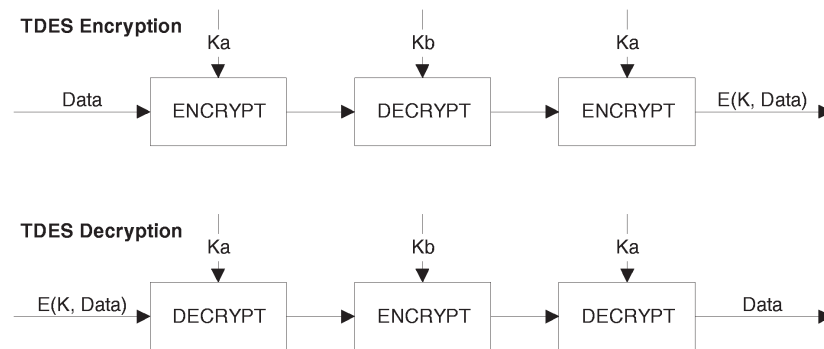 TDES Encryption
Ka Kb Ka
Data ENCRYPT DECRYPT ENCRYPT E(K, Data)
TDES Decryption
Ka Kb Ka
E(K, Data) DECRYPT ENCRYPT DECRYPT Data